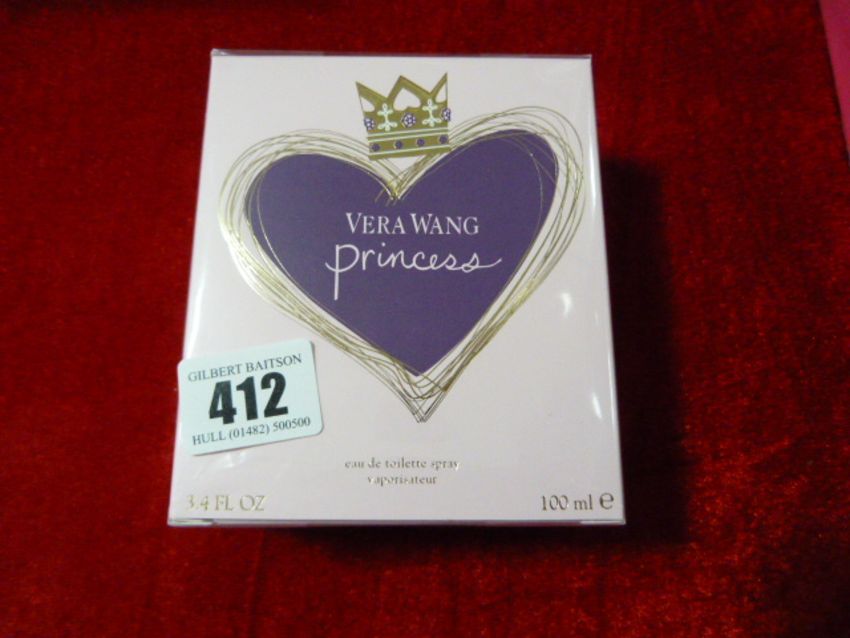 VERA WANG
princess
GILBERT BAITSON
412
HULL (01482) 500500
eau de toilette spray
vaporisateur
3.4 FL OZ
100 ml e